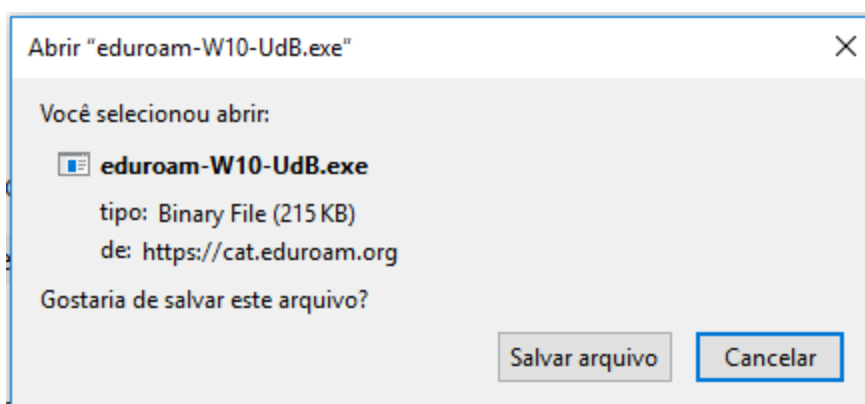 Abrir “eduroam-W10-UdB.exe”
Você selecionou abrir:
eduroam-W10-UdB.exe
tipo: Binary File (215 KB)
de: https://cat.eduroam.org
Gostaria de salvar este arquivo?
Salvar arquivo Cancelar